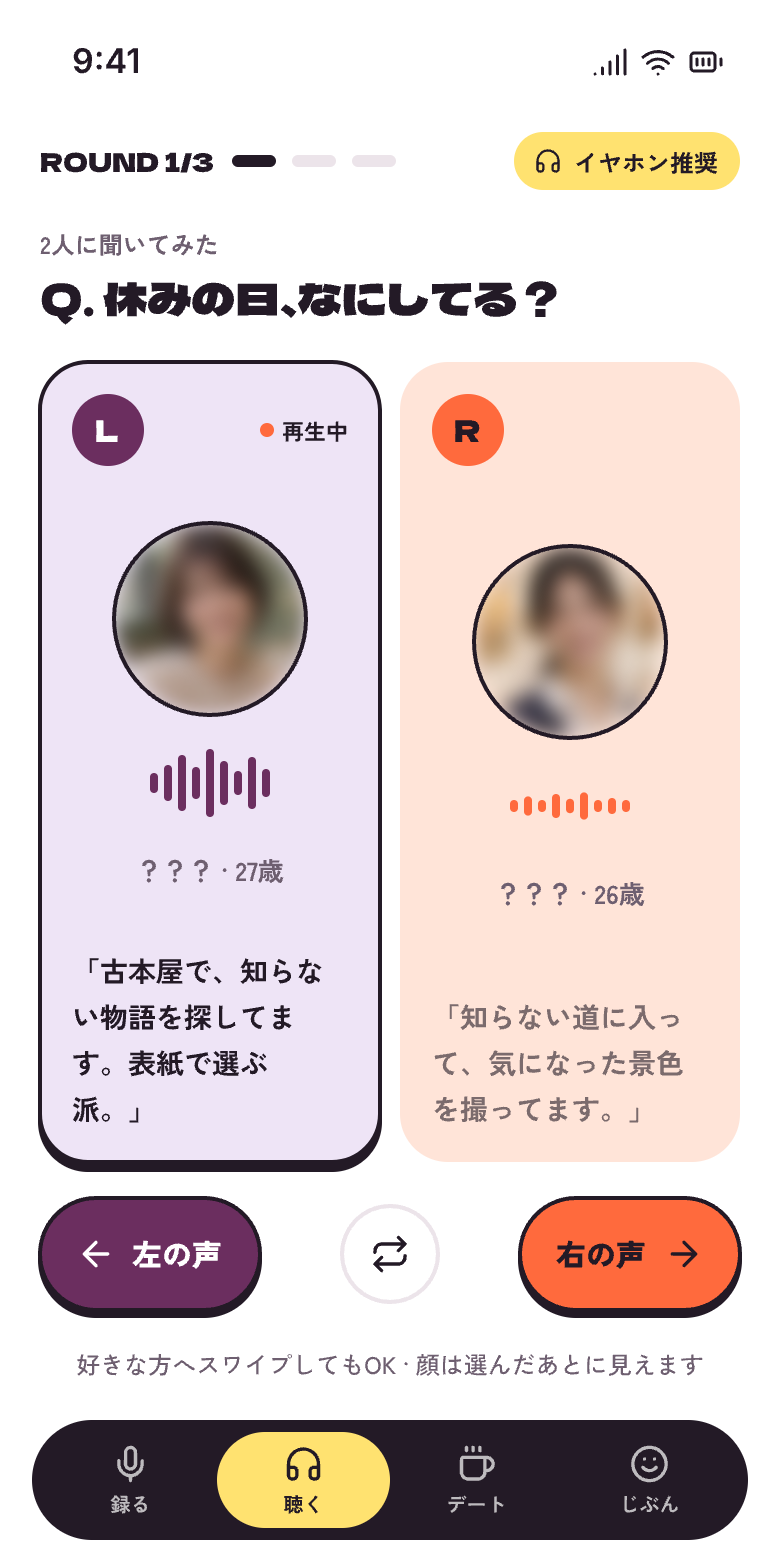 9:41
ROUND 1/3
イヤホン推奨
2人に聞いてみた
Q. 休みの日、なにしてる？
L
再生中
？？？ · 27歳
「古本屋で、知らな
い物語を探してま
す。表紙で選ぶ
派。」
R
？？？ · 26歳
「知らない道に入っ
て、気になった景色
を撮ってます。」
左の声
右の声
好きな方へスワイプしてもOK · 顔は選んだあとに見えます
録る
聴く
デート
じぶん